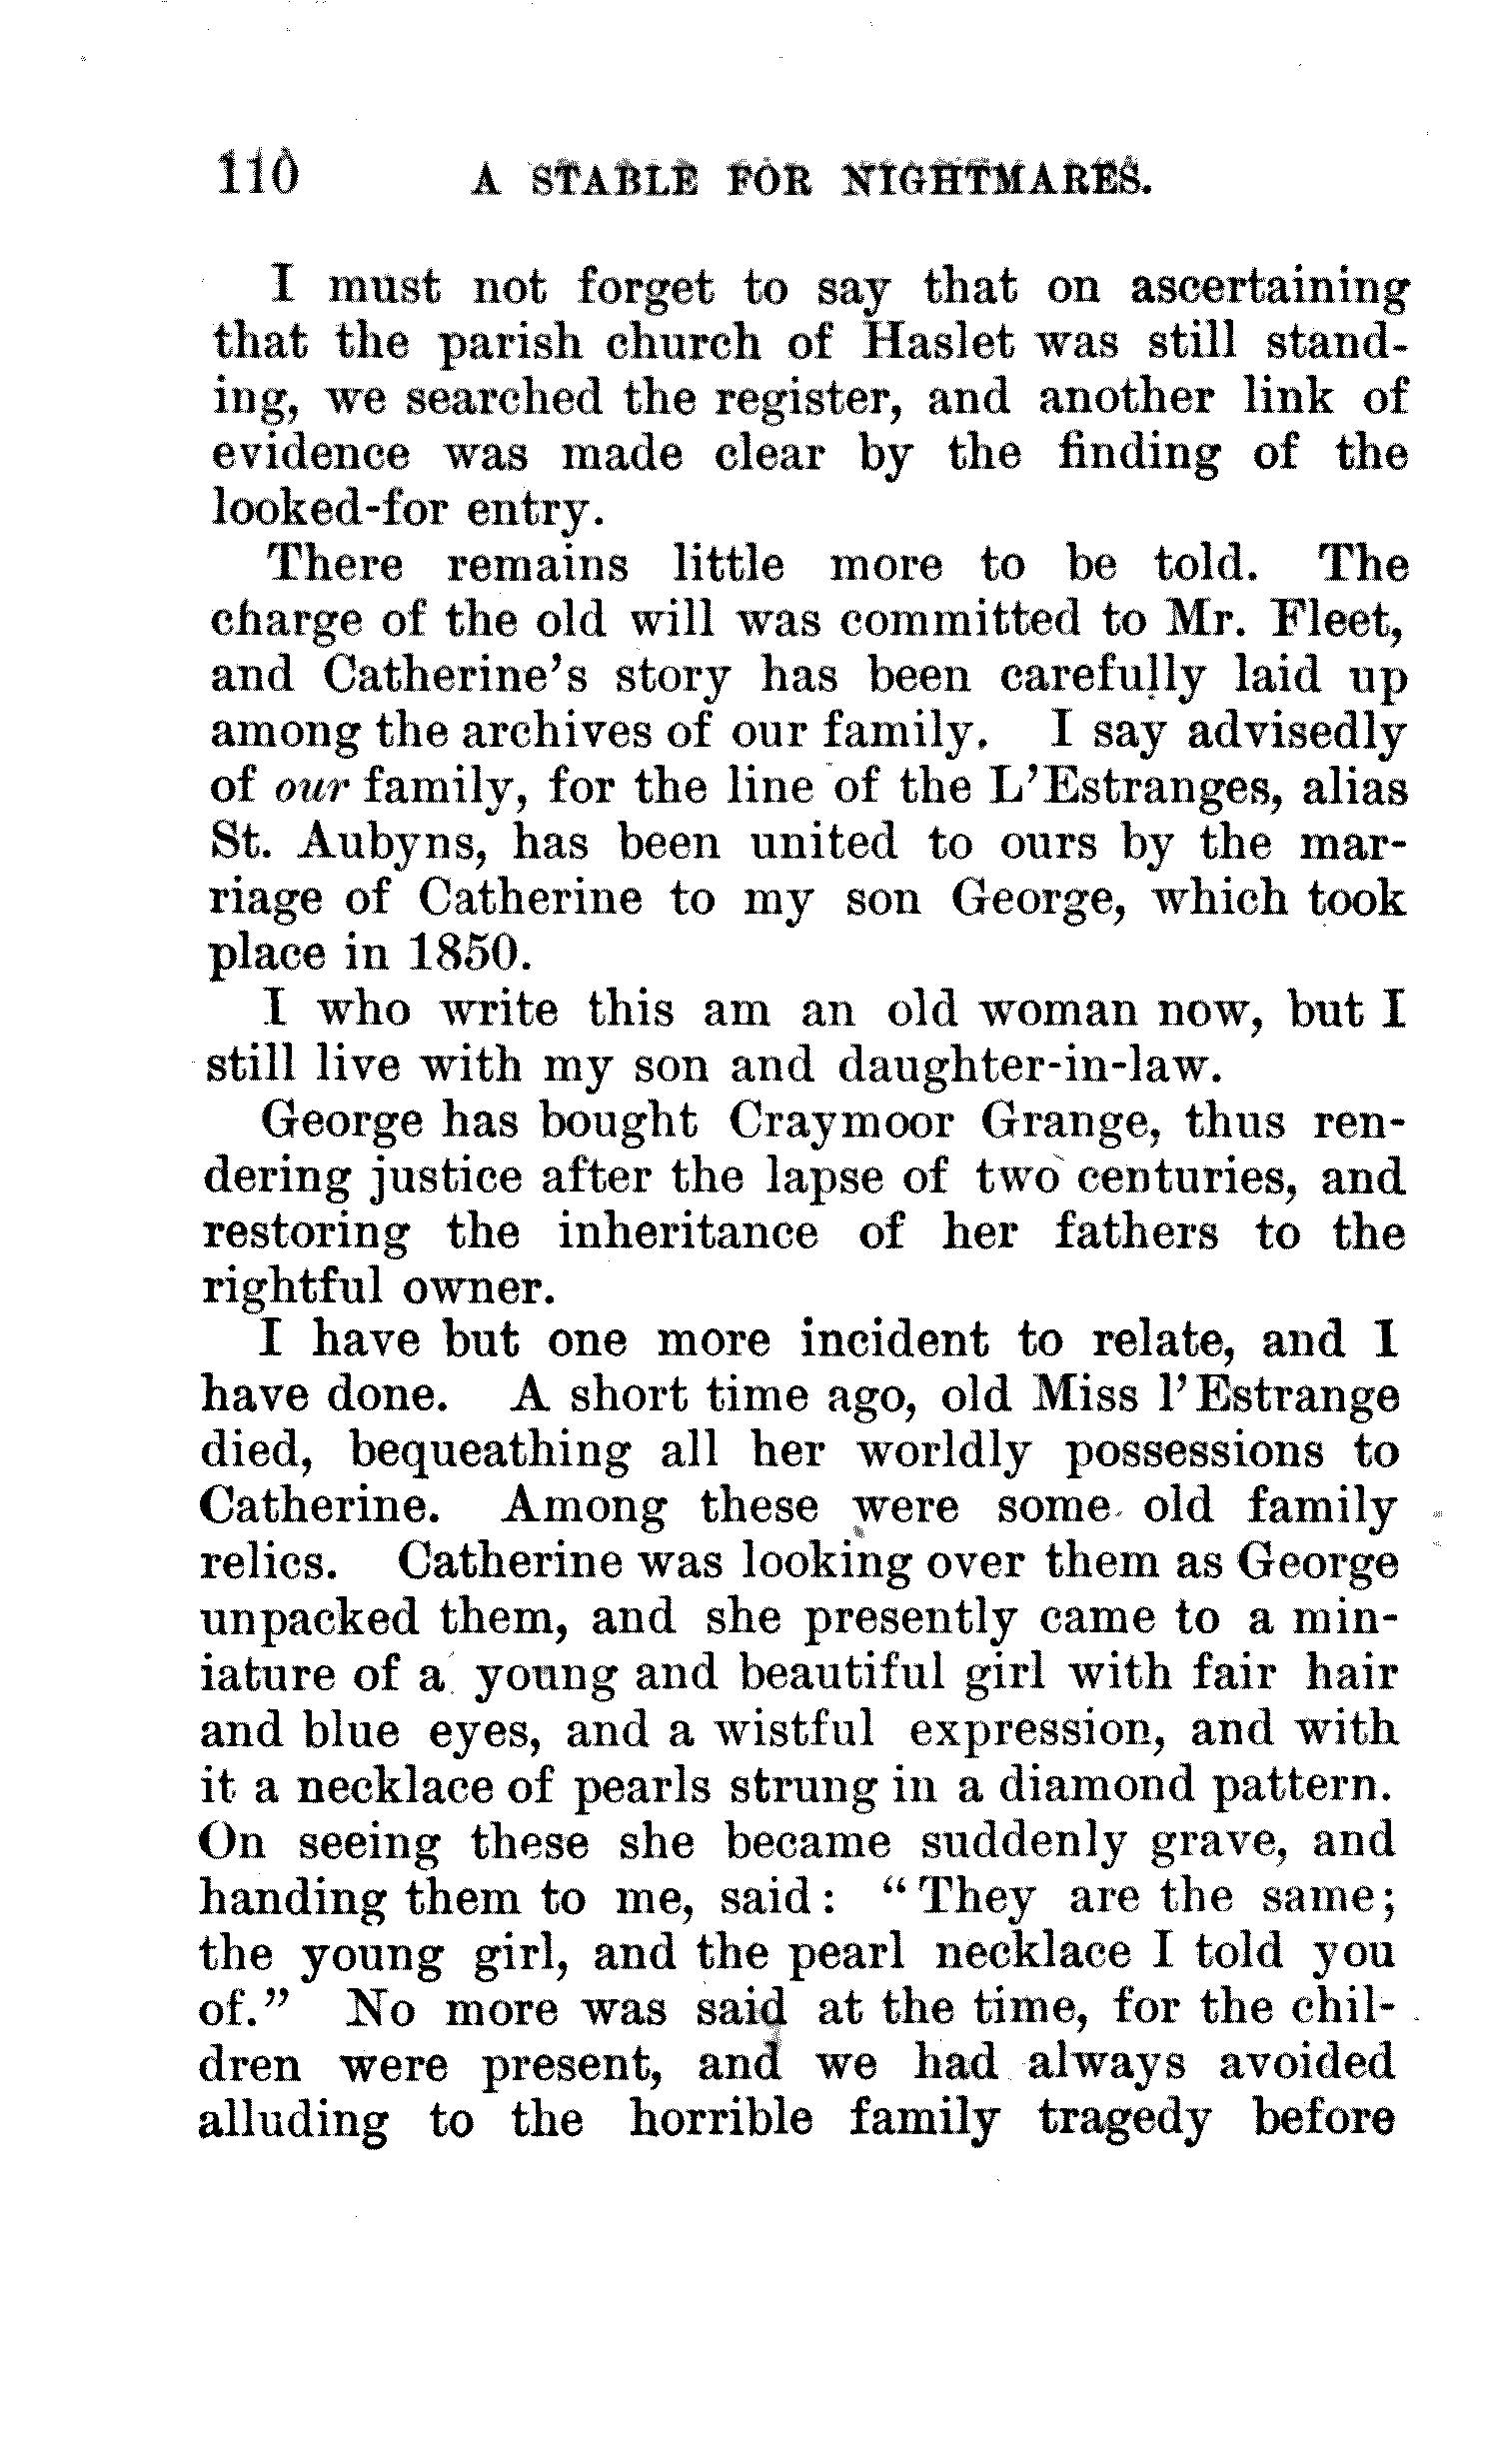 110 A STABLE FOR NIGHTMARES.
I must not forget to say that on ascertaining
that the parish church of Haslet was still stand-
ing, we searched the register, and another link of
evidence was made clear by the finding of the
looked-for entry.
There remains little more to be told. The
charge of the old will was committed to Mr. Fleet,
and Catherine's story has been carefully laid up
among the archives of our family. I say advisedly
of our family, for the line of the L'Estranges, alias
St. Aubyns, has been united to ours by the mar-
riage of Catherine to my son George, which took
place in 1850.
I who write this am an old woman now, but I
still live with my son and daughter-in-law.
George has bought Craymoor Grange, thus ren-
dering justice after the lapse of two centuries, and
restoring the inheritance of her fathers to the
rightful owner.
I have but one more incident to relate, and I
have done. A short time ago, old Miss l'Estrange
died, bequeathing all her worldly possessions to
Catherine. Among these were some old family
relics. Catherine was looking over them as George
unpacked them, and she presently came to a min-
iature of a young and beautiful girl with fair hair
and blue eyes, and a wistful expression, and with
it a necklace of pearls strung in a diamond pattern.
On seeing these she became suddenly grave, and
handing them to me, said: "They are the same;
the young girl, and the pearl necklace I told you
of." No more was said at the time, for the chil-
dren were present, and we had always avoided
alluding to the horrible family tragedy before